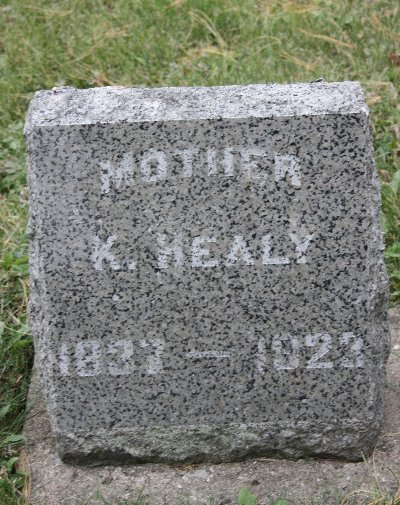 MOTHER
K. HEALY
1837 — 1923